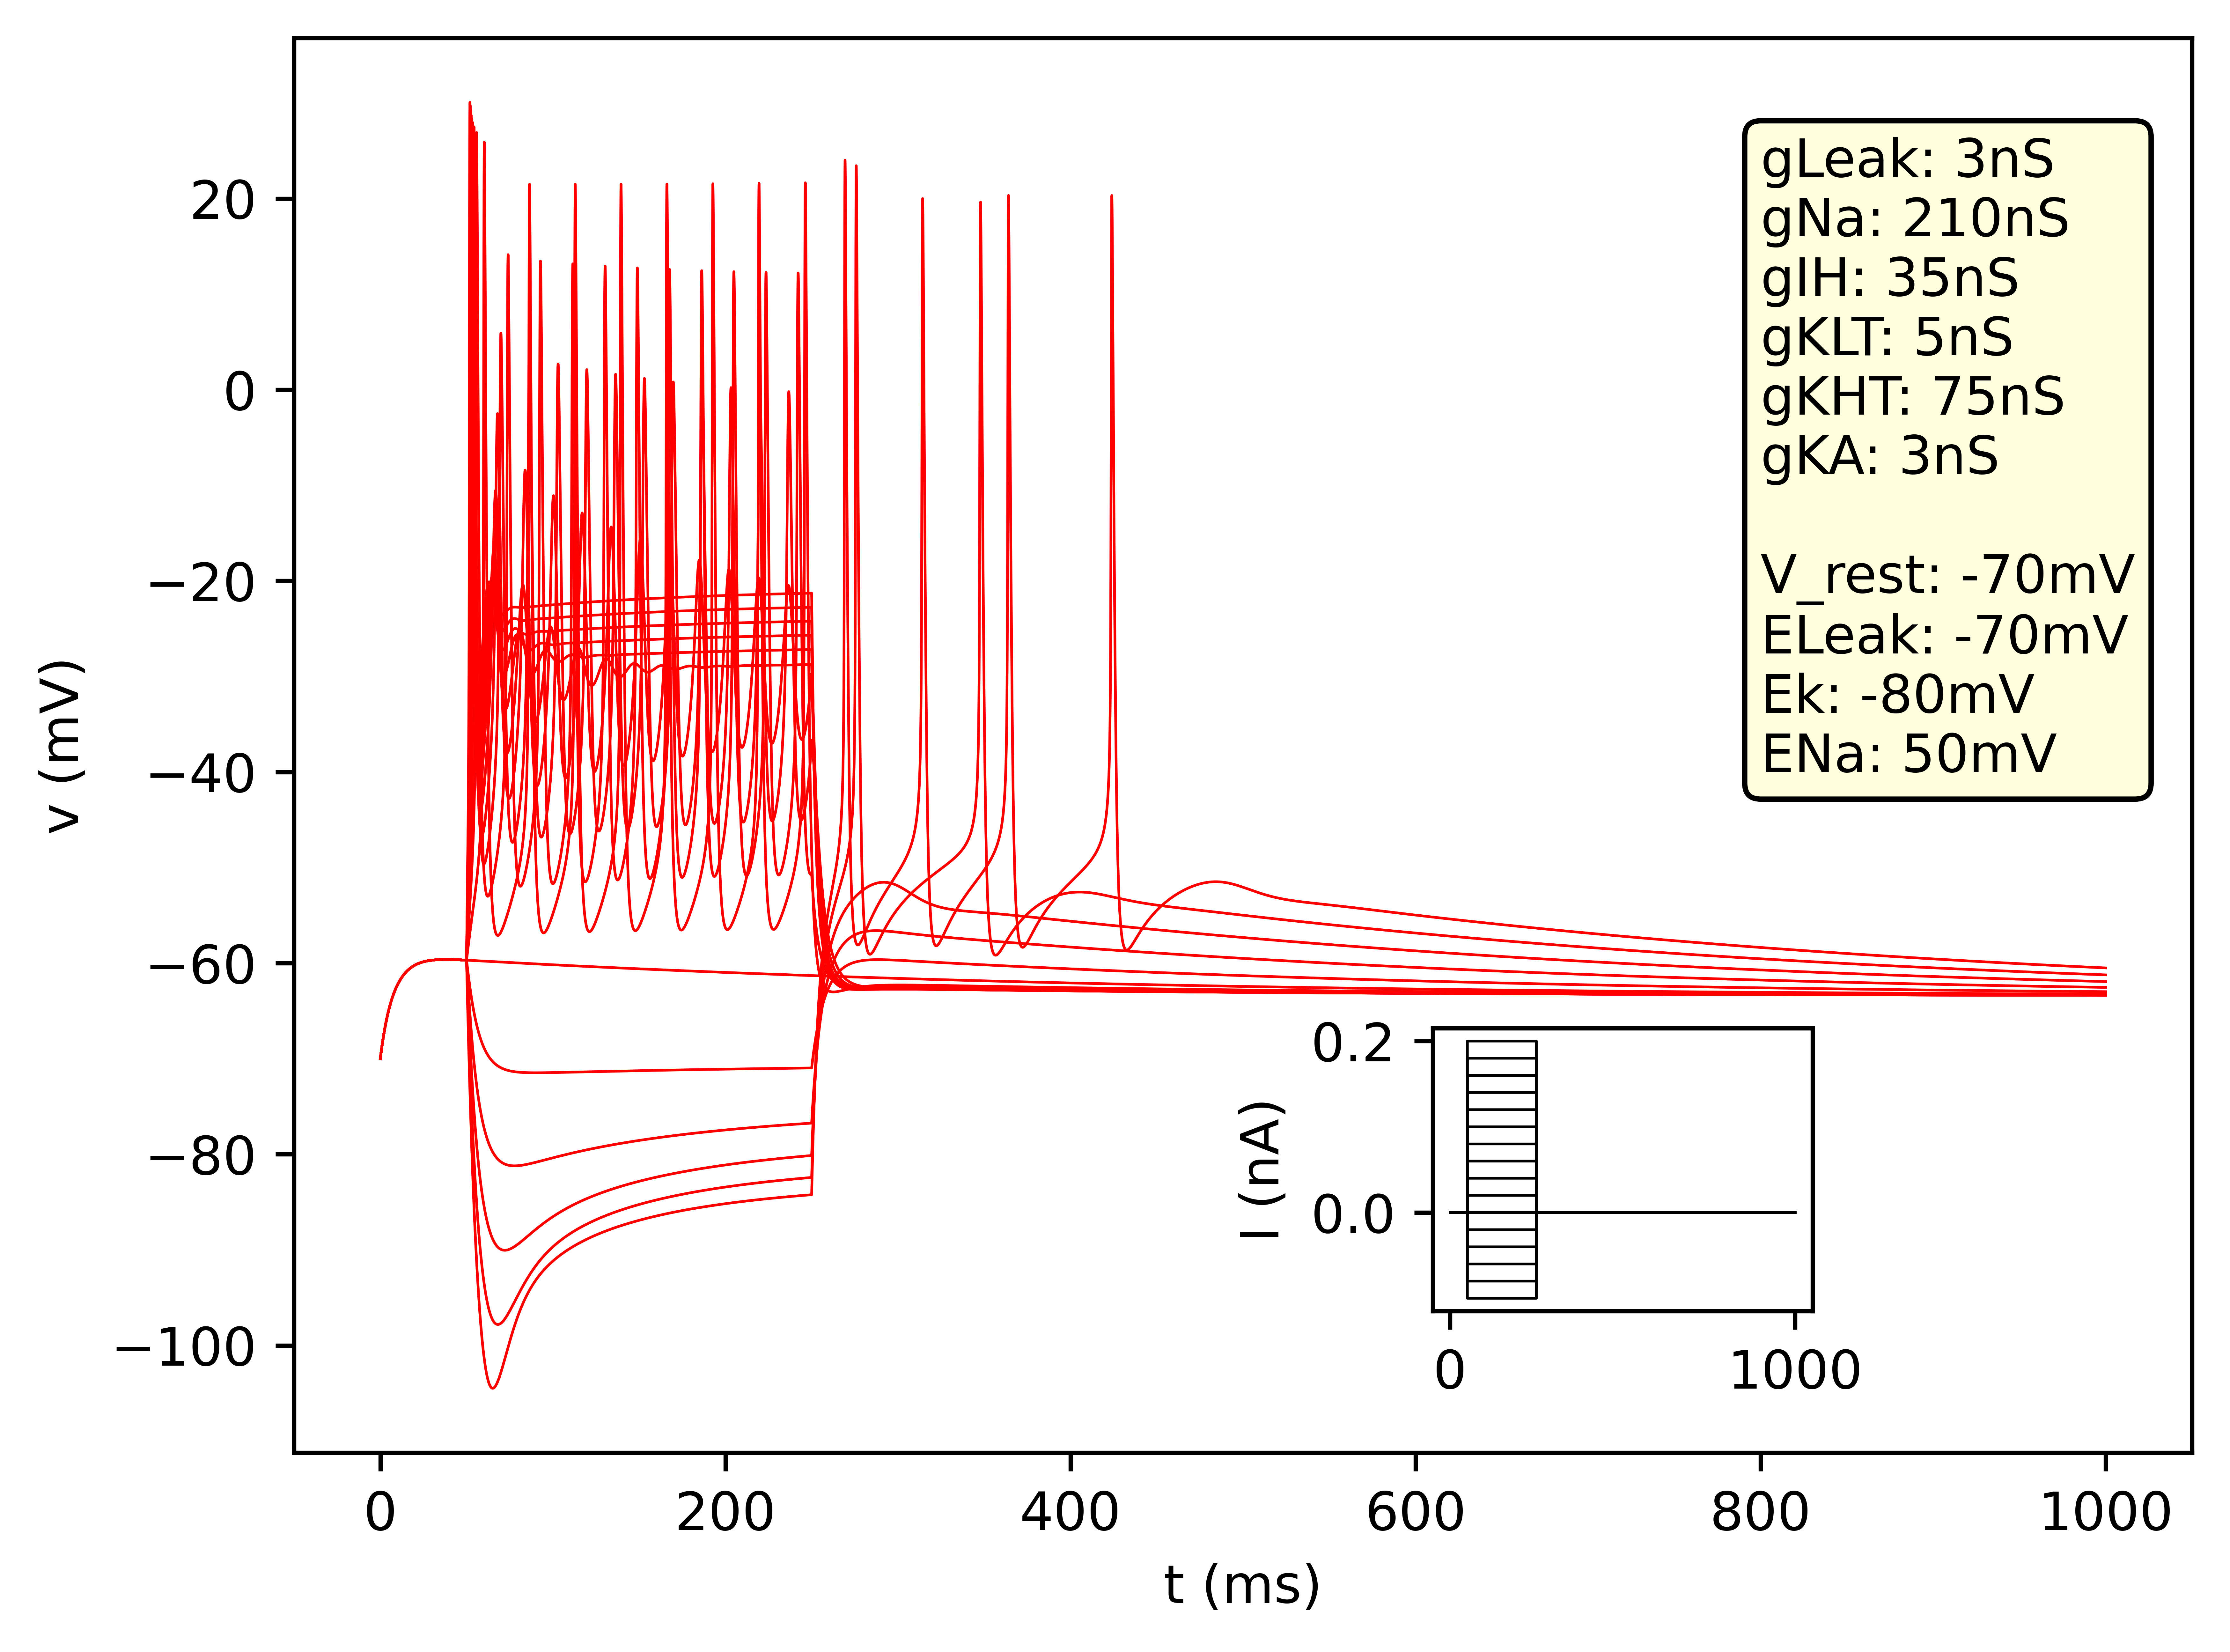 20
0
−20
−40
−60
−80
−100
v (mV)
0
200
400
600
800
1000
t (ms)
gLeak: 3nS
gNa: 210nS
gIH: 35nS
gKLT: 5nS
gKHT: 75nS
gKA: 3nS
V_rest: -70mV
ELeak: -70mV
Ek: -80mV
ENa: 50mV
0.2
0.0
I (nA)
0
1000